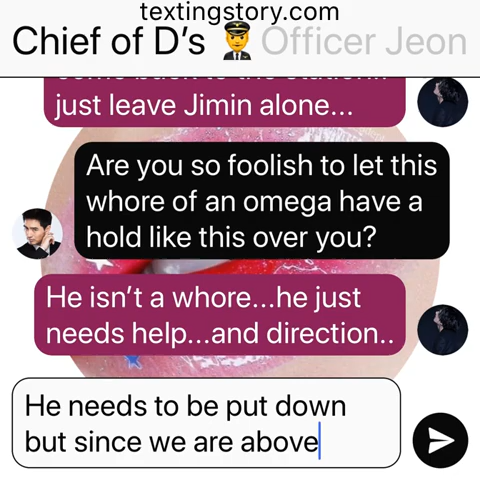 textingstory.com
Chief of D's 👨‍✈️ Officer Jeon
just leave Jimin alone...
Are you so foolish to let this
whore of an omega have a
hold like this over you?
He isn't a whore...he just
needs help...and direction..
He needs to be put down
but since we are above